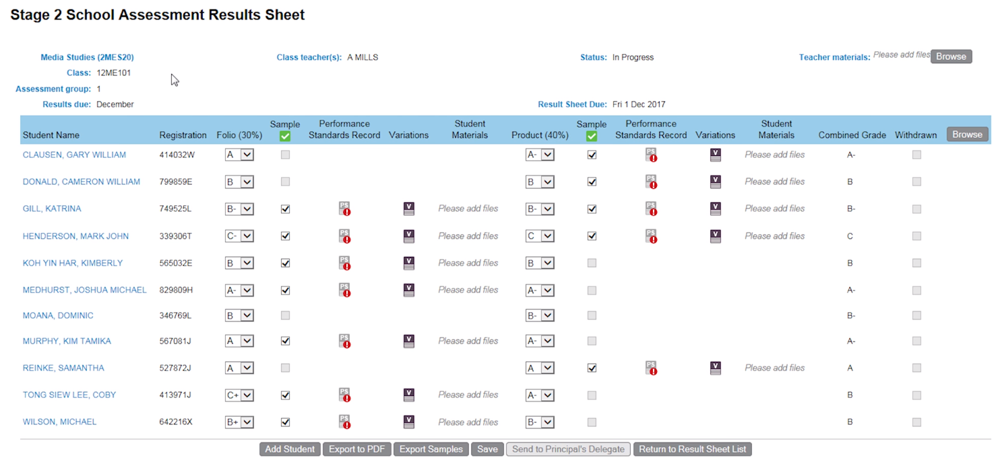 Stage 2 School Assessment Results Sheet
Media Studies (2MES20) Class teacher(s): A MILLS Status: In Progress Teacher materials: Please add files Browse
Class: 12ME101
Assessment group: 1
Results due: December Result Sheet Due: Fri 1 Dec 2017
Student Name Registration Folio (30%) Sample Performance Standards Record Variations Student Materials Product (40%) Sample Performance Standards Record Variations Student Materials Combined Grade Withdrawn Browse
CLAUSEN, GARY WILLIAM 414032W A A- PS V Please add files A-
DONALD, CAMERON WILLIAM 799859E B B PS V Please add files B
GILL, KATRINA 749525L B- PS V Please add files B- PS V Please add files B-
HENDERSON, MARK JOHN 339306T C- PS V Please add files C PS V Please add files C
KOH YIN HAR, KIMBERLY 565032E B PS V Please add files B B
MEDHURST, JOSHUA MICHAEL 829809H A- PS V Please add files A- A-
MOANA, DOMINIC 346769L B B- B-
MURPHY, KIM TAMIKA 567081J A PS V Please add files A- A-
REINKE, SAMANTHA 527872J A A PS V Please add files A
TONG SIEW LEE, COBY 413971J C+ PS V Please add files A- B
WILSON, MICHAEL 642216X B+ PS V Please add files B- B
Add Student Export to PDF Export Samples Save Send to Principal's Delegate Return to Result Sheet List